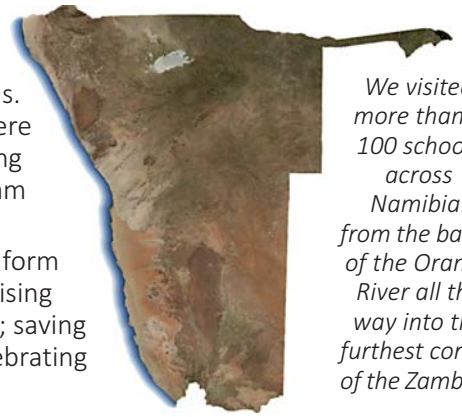 s.
ere
ng
am
form
ising
; saving
ebrating
We visited
more than
100 schoo
across
Namibia
from the ba
of the Oran
River all th
way into th
furthest cor
of the Zamb